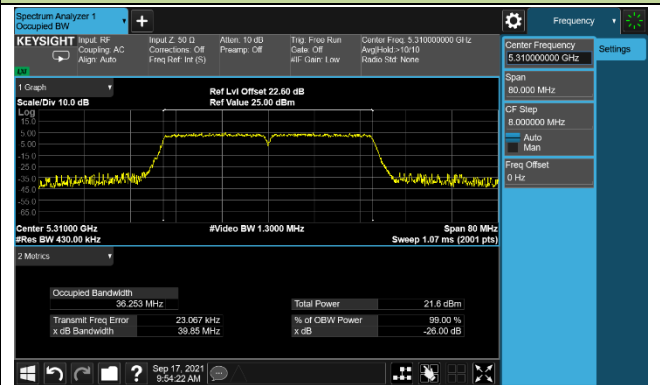 Spectrum Analyzer 1
Occupied BW
Frequency
KEYSIGHT
Input: RF
Coupling: AC
Align: Auto
Input Z: 50 Ω
Corrections: Off
Freq Ref: Int (S)
Atten: 10 dB
Preamp: Off
Trig: Free Run
Gate: Off
#IF Gain: Low
Center Freq: 5.310000000 GHz
Avg|Hold:>10/10
Radio Std: None
Center Frequency
5.310000000 GHz
Settings
Span
80.000 MHz
CF Step
8.000000 MHz
Auto
Man
Freq Offset
0 Hz
1 Graph
Scale/Div 10.0 dB
Ref Lvl Offset 22.60 dB
Ref Value 25.00 dBm
Log
15.0
5.00
-5.00
-15.0
-25.0
-35.0
-45.0
-55.0
-65.0
Center 5.31000 GHz
#Res BW 430.00 kHz
#Video BW 1.3000 MHz
Span 80 MHz
Sweep 1.07 ms (2001 pts)
2 Metrics
Occupied Bandwidth
36.253 MHz
Total Power 21.6 dBm
Transmit Freq Error 23.067 kHz
% of OBW Power 99.00 %
x dB Bandwidth 39.85 MHz
x dB -26.00 dB
Sep 17, 2021
9:54:22 AM